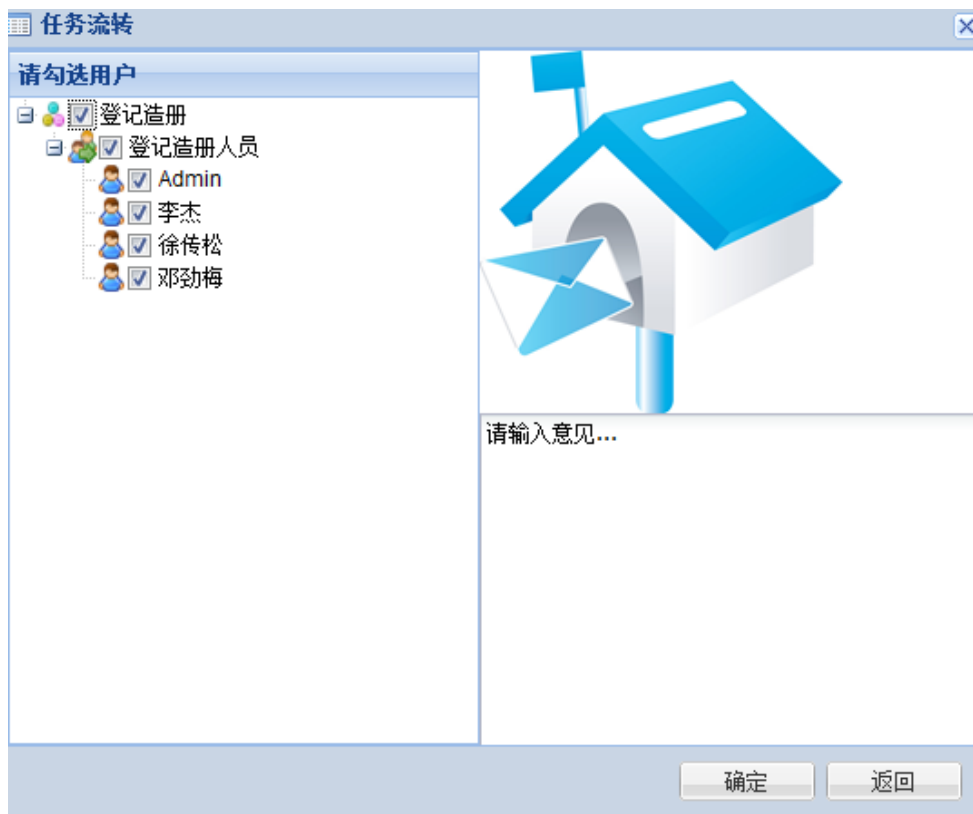 任务流转
请勾选用户
登记造册
登记造册人员
Admin
李杰
徐传松
邓劲梅
请输入意见...
确定
返回